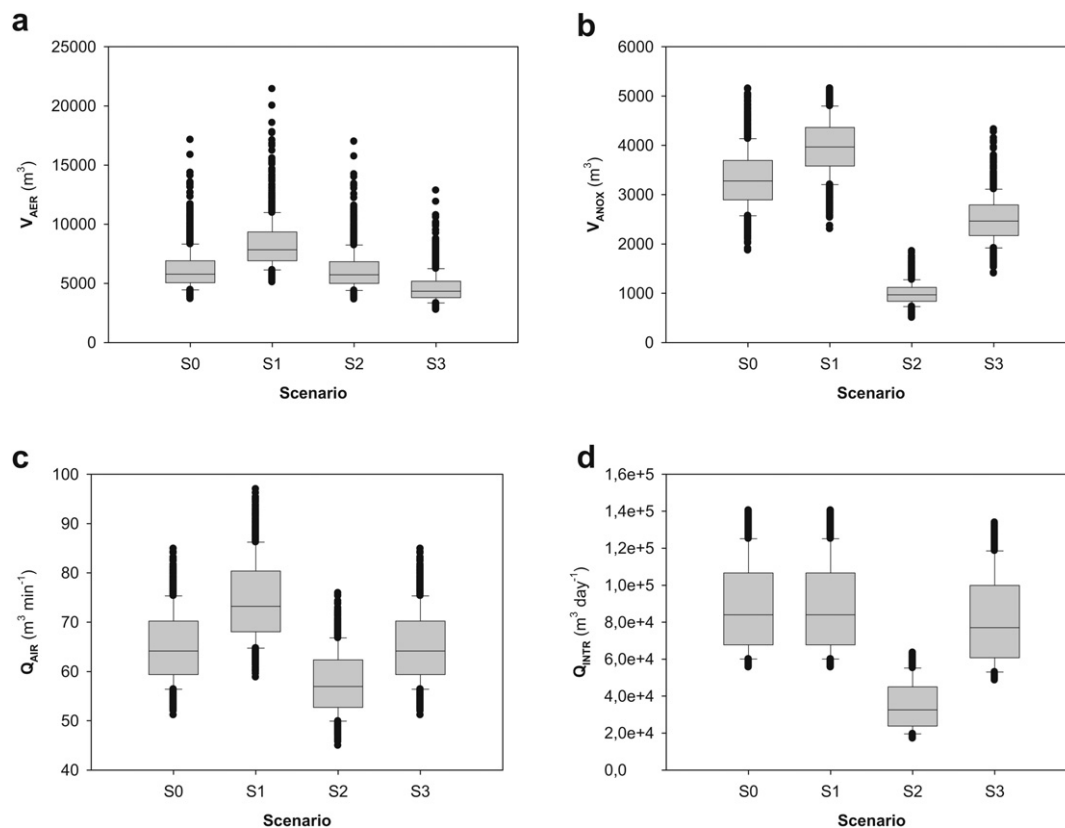 a
25000
20000
15000
10000
5000
0
V_AER (m³)
S0 S1 S2 S3
Scenario
b
6000
5000
4000
3000
2000
1000
0
V_ANOX (m³)
S0 S1 S2 S3
Scenario
c
100
90
80
70
60
50
40
Q_AIR (m³ min⁻¹)
S0 S1 S2 S3
Scenario
d
1,6e+5
1,4e+5
1,2e+5
1,0e+5
8,0e+4
6,0e+4
4,0e+4
2,0e+4
0,0
Q_INTR (m³ day⁻¹)
S0 S1 S2 S3
Scenario